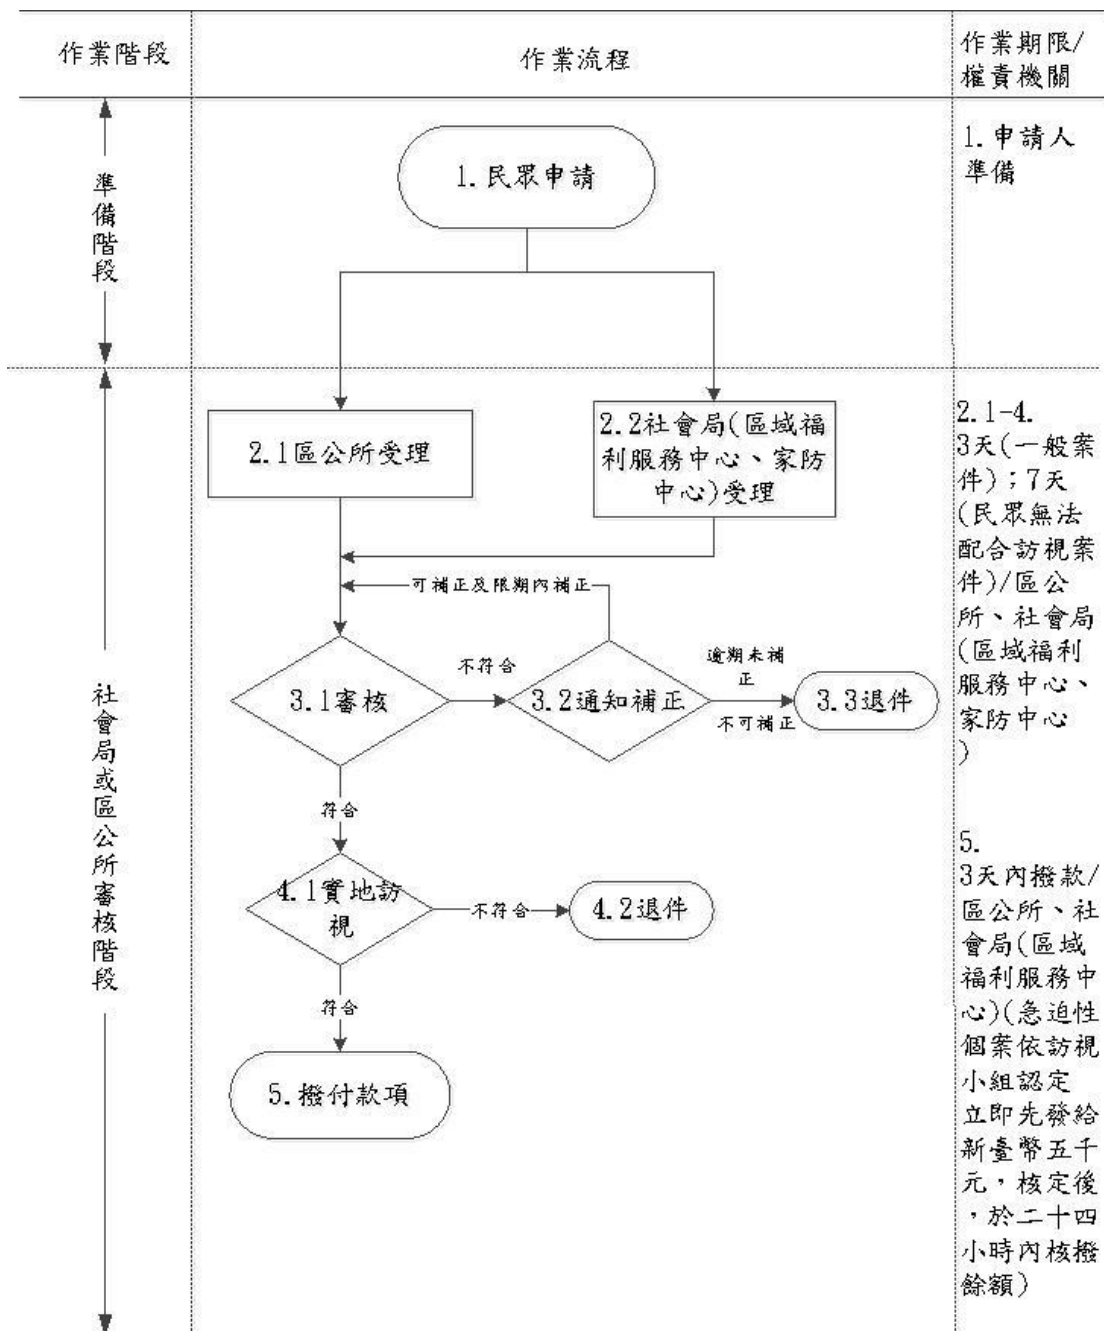 作業階段
作業流程
作業期限/
權責機關
準備階段
1.民眾申請
1.申請人
準備
社會局或區公所審核階段
2.1區公所受理
2.2社會局(區域福
利服務中心、家防
中心)受理
可補正及限期內補正
3.1審核
不符合
3.2通知補正
逾期未補
正
不可補正
3.3退件
符合
4.1實地訪
視
不符合
4.2退件
符合
5.撥付款項
2.1-4.
3天(一般案
件);7天
(民眾無法
配合訪視案
件)/區公
所、社會局
(區域福利
服務中心、
家防中心
)
5.
3天內撥款/
區公所、社
會局(區域
福利服務中
心)(急迫性
個案依訪視
小組認定
立即先發給
新臺幣五千
元，核定後
，於二十四
小時內核撥
餘額)